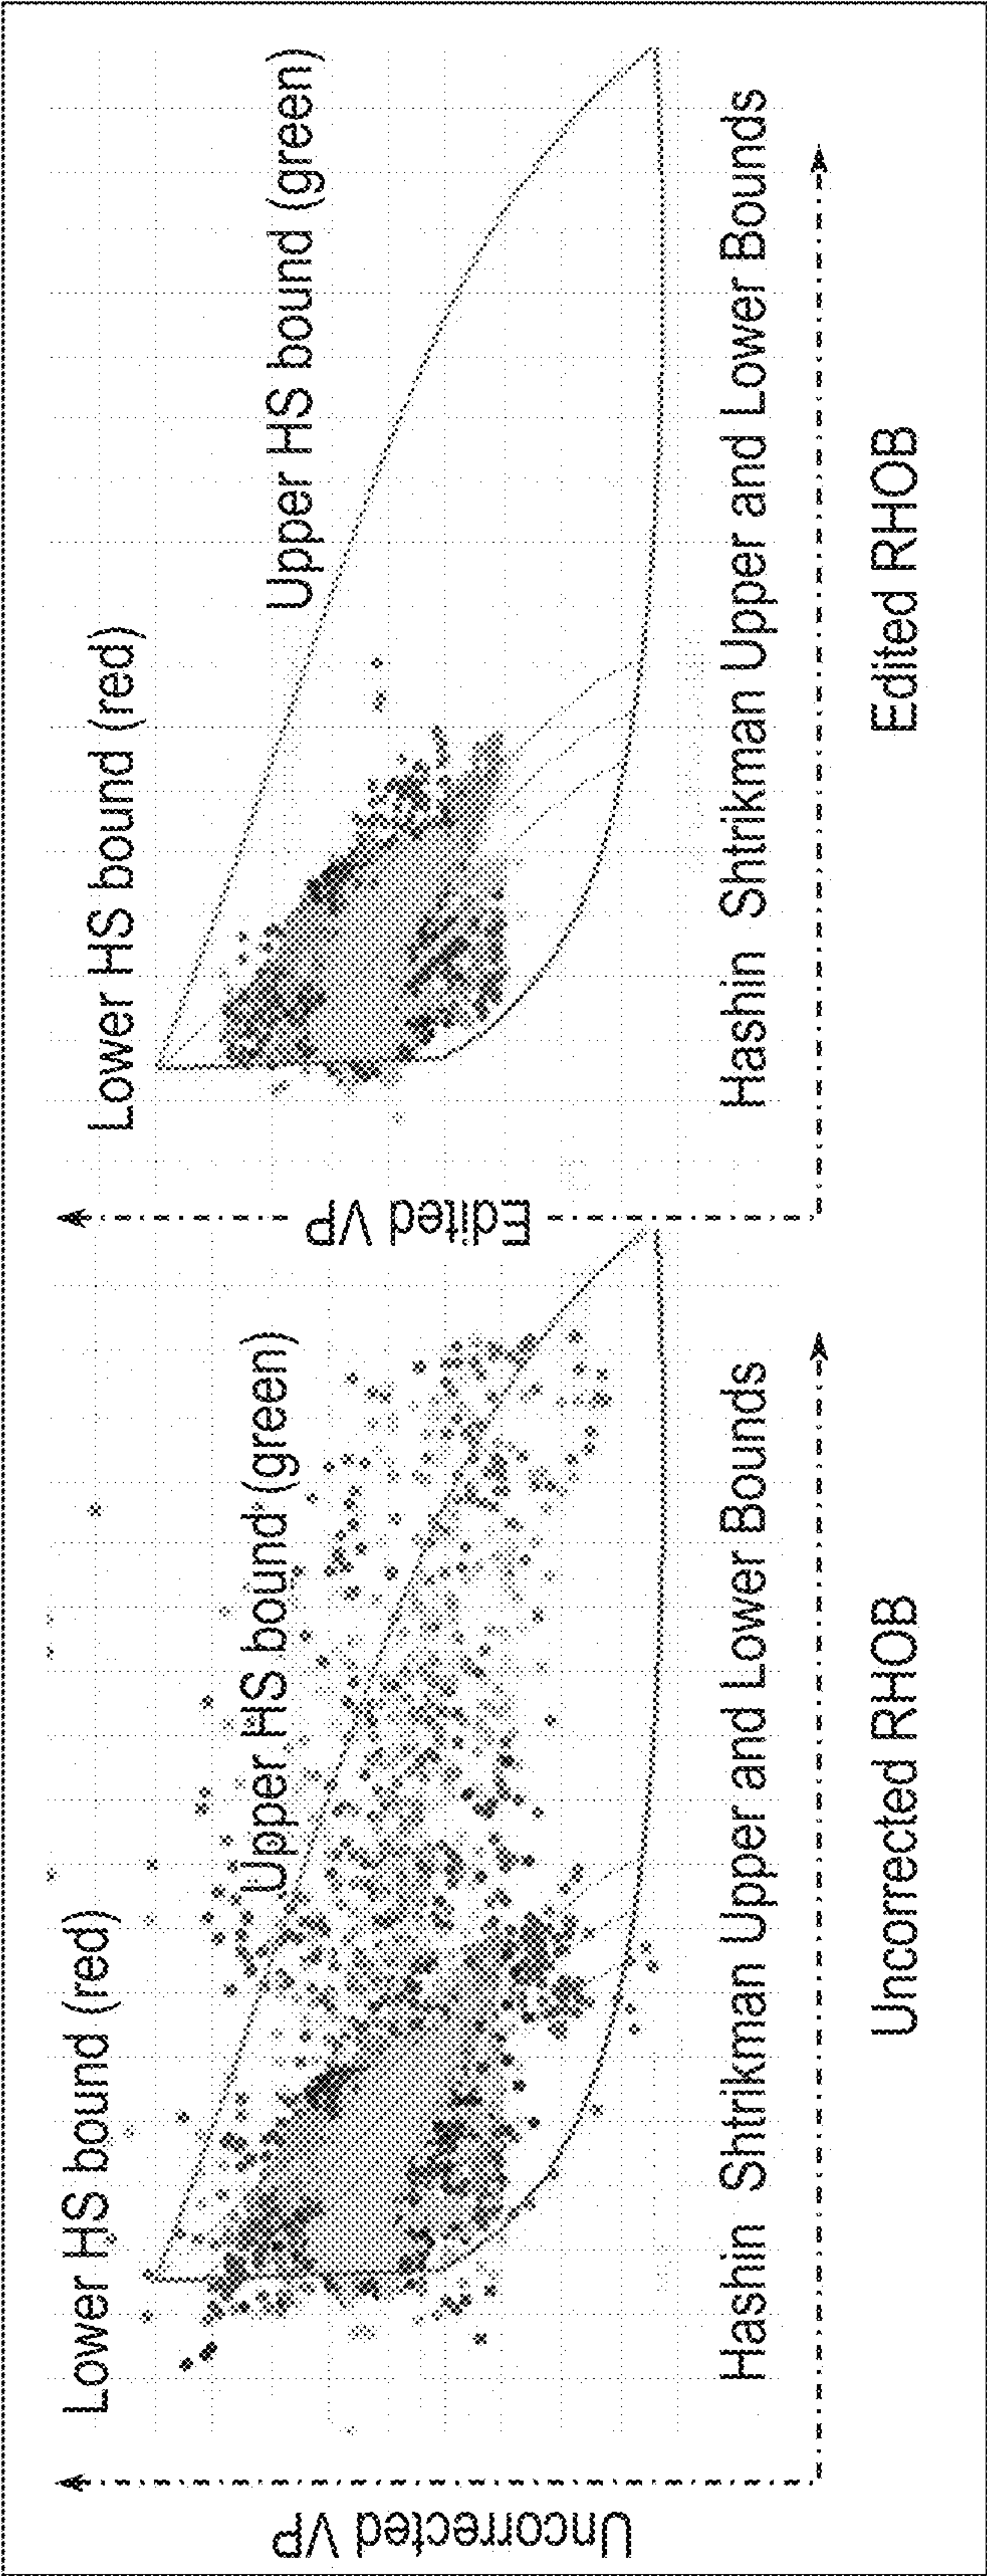 Lower HS bound (red)
Upper HS bound (green)
Uncorrected VP
Hashin Shtrikman Upper and Lower Bounds
Uncorrected RHOB
Lower HS bound (red)
Upper HS bound (green)
Edited VP
Hashin Shtrikman Upper and Lower Bounds
Edited RHOB